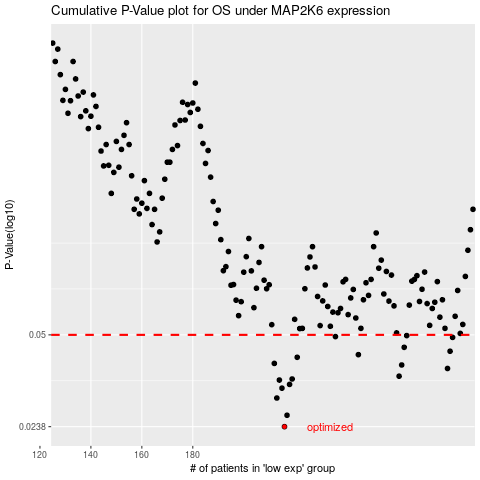 Cumulative P-Value plot for OS under MAP2K6 expression
P-Value(log10)
0.05
0.0238
optimized
120 140 160 180
# of patients in 'low exp' group